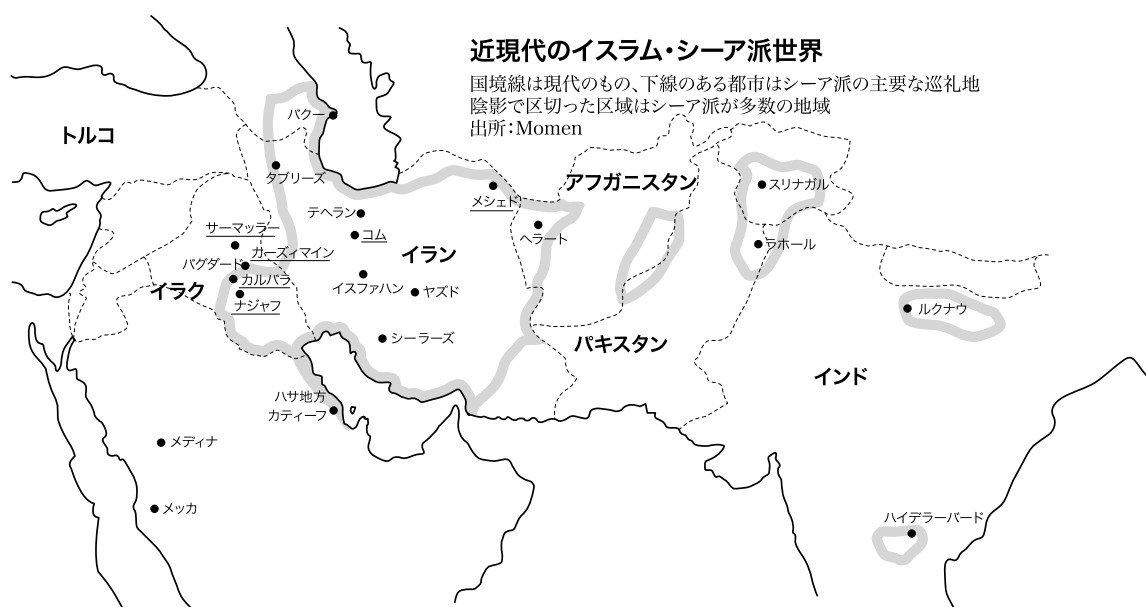 近現代のイスラム・シーア派世界
国境線は現代のもの、下線のある都市はシーア派の主要な巡礼地
陰影で区切った区域はシーア派が多数の地域
出所：Momen
バクー
トルコ
タブリーズ
アフガニスタン
スリナガル
メシェド
テヘラン
サーマッラー
コム
ヘラート
ラホール
カーズィマイン
イラン
バグダード
カルバラ
イスファハン
ヤズド
イラク
ナジャフ
ルクナウ
シーラーズ
パキスタン
インド
ハサ地方
カティーフ
メディナ
メッカ
ハイデラーバード